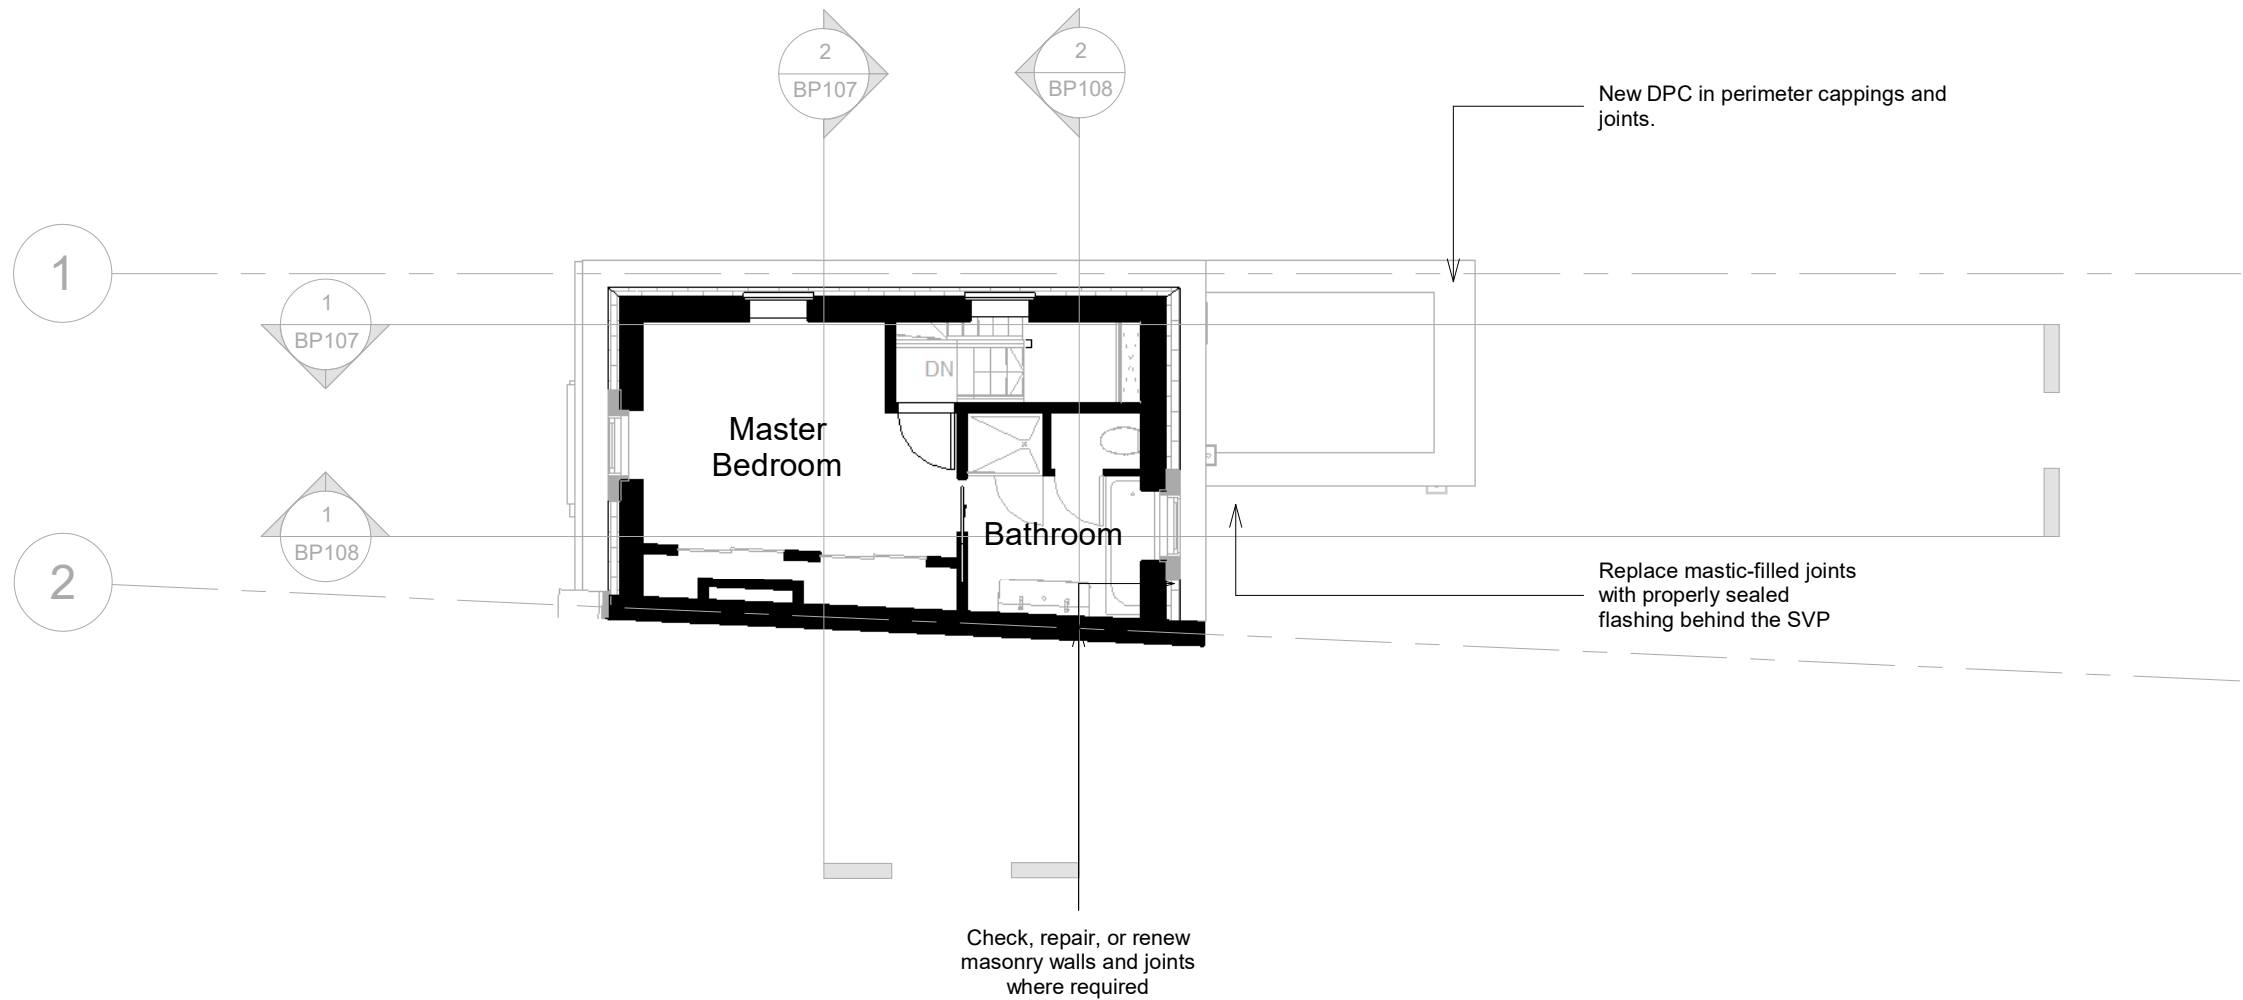 2
BP107
2
BP108
New DPC in perimeter cappings and
joints.
1
1
BP107
DN
Master
Bedroom
1
BP108
Bathroom
2
Replace mastic-filled joints
with properly sealed
flashing behind the SVP
Check, repair, or renew
masonry walls and joints
where required